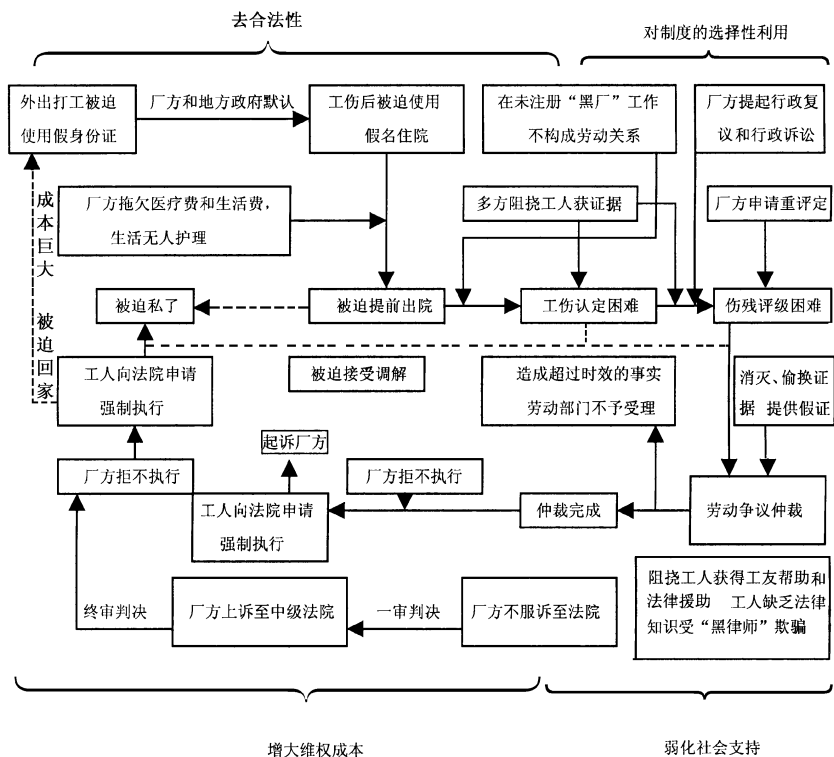 去合法性
对制度的选择性利用
外出打工被迫
使用假身份证
厂方和地方政府默认
工伤后被迫使用
假名住院
在未注册“黑厂”工作
不构成劳动关系
厂方提起行政复
议和行政诉讼
成本巨大 被迫回家
厂方拖欠医疗费和生活费，
生活无人护理
多方阻挠工人获证据
厂方申请重评定
被迫私了
被迫提前出院
工伤认定困难
伤残评级困难
工人向法院申请
强制执行
被迫接受调解
造成超过时效的事实
劳动部门不予受理
消灭、偷换证
据 提供假证
起诉厂方
厂方拒不执行
厂方拒不执行
工人向法院申请
强制执行
仲裁完成
劳动争议仲裁
阻挠工人获得工友帮助和
法律援助 工人缺乏法律
知识受“黑律师”欺骗
终审判决
厂方上诉至中级法院
一审判决
厂方不服诉至法院
增大维权成本
弱化社会支持